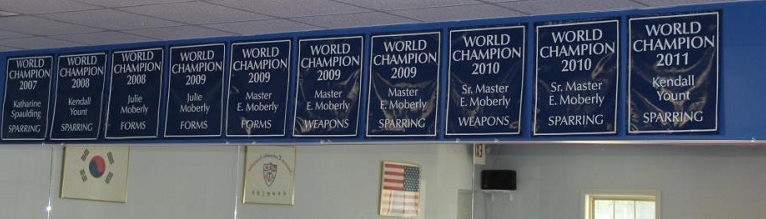 WORLD
CHAMPION
2007
Katharine
Spaulding
SPARRING
WORLD
CHAMPION
2008
Kendall
Yount
SPARRING
WORLD
CHAMPION
2008
Julie
Moberly
FORMS
WORLD
CHAMPION
2009
Julie
Moberly
FORMS
WORLD
CHAMPION
2009
Master
E. Moberly
FORMS
WORLD
CHAMPION
2009
Master
E. Moberly
WEAPONS
WORLD
CHAMPION
2009
Master
E. Moberly
SPARRING
WORLD
CHAMPION
2010
Sr. Master
E. Moberly
WEAPONS
WORLD
CHAMPION
2010
Sr. Master
E. Moberly
SPARRING
WORLD
CHAMPION
2011
Kendall
Yount
SPARRING